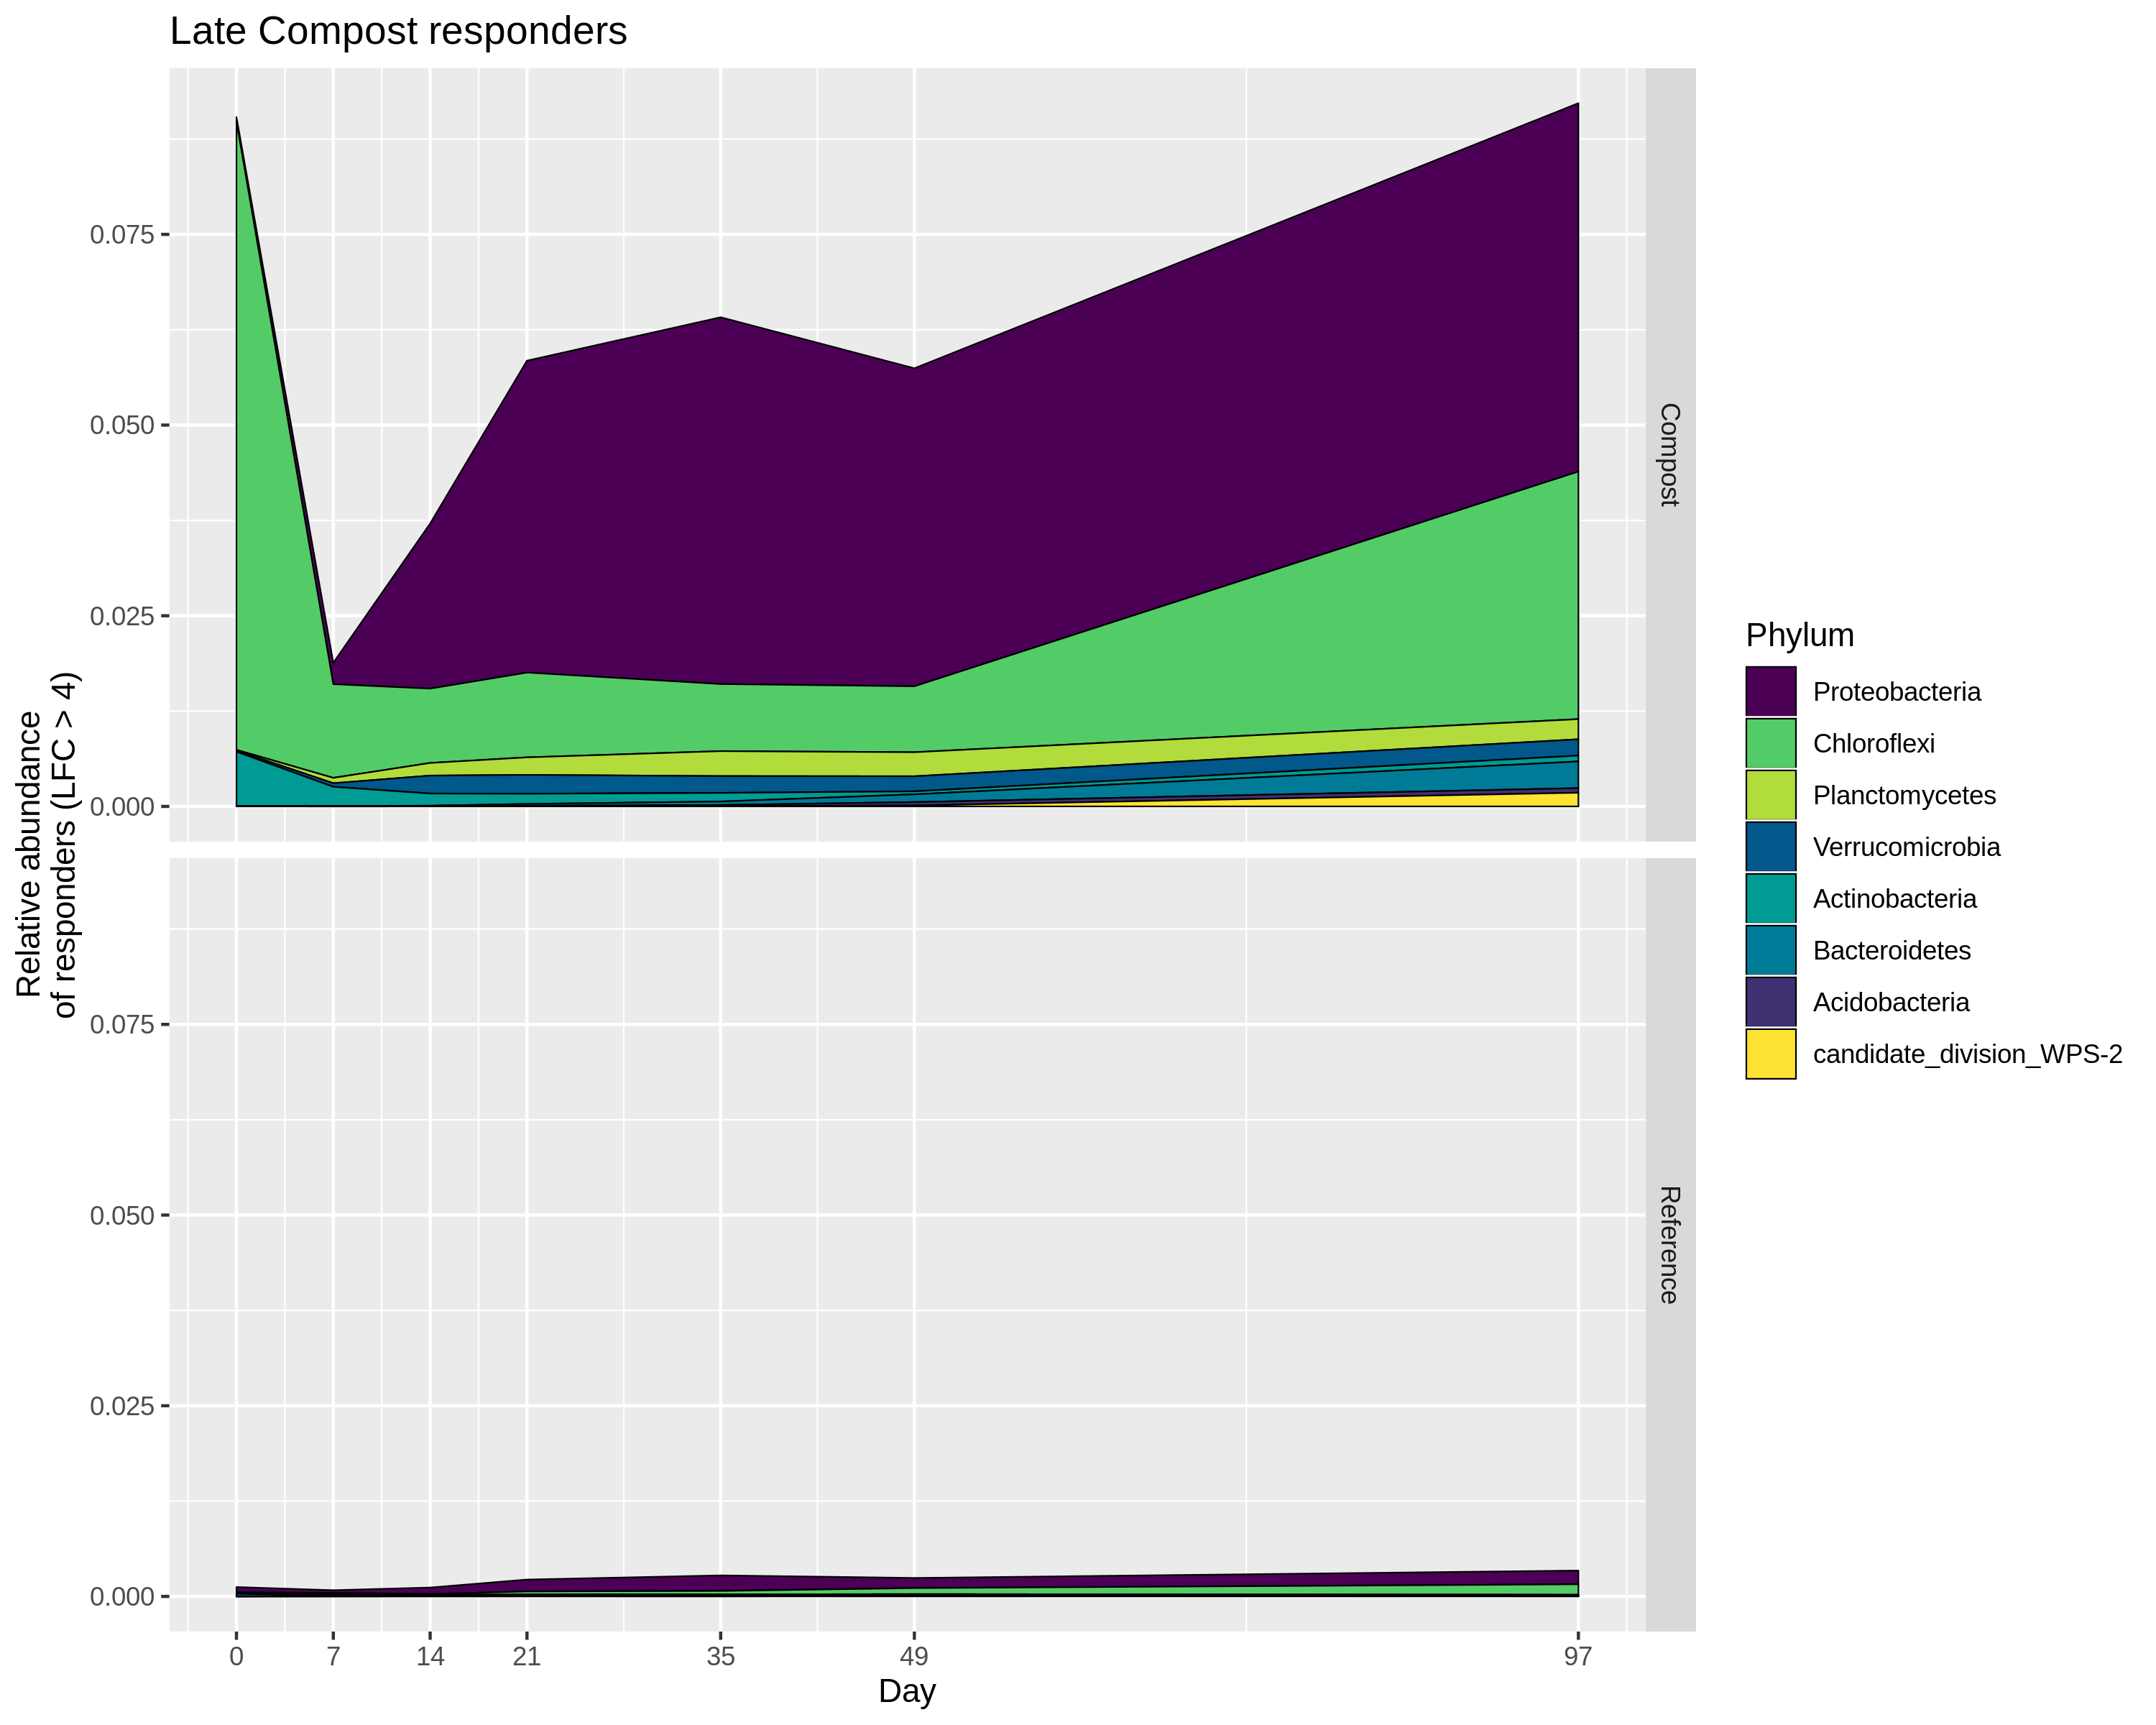 Late Compost responders
Relative abundance
of responders (LFC > 4)
0.075
0.050
0.025
0.000
Compost
0.075
0.050
0.025
0.000
Reference
0 7 14 21 35 49 97
Day
Phylum
Proteobacteria
Chloroflexi
Planctomycetes
Verrucomicrobia
Actinobacteria
Bacteroidetes
Acidobacteria
candidate_division_WPS-2